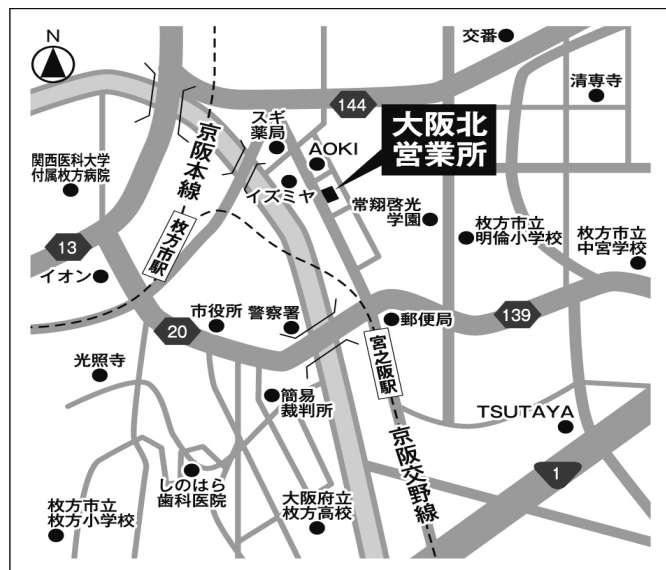 N
交番
清専寺
144
スギ
薬局
大阪北
営業所
AOKI
京阪本線
関西医科大学
付属枚方病院
イズミヤ
常翔啓光
学園
枚方市立
明倫小学校
枚方市立
中宮学校
13
枚方市駅
イオン
市役所
警察署
20
郵便局
139
宮之阪駅
光照寺
簡易
裁判所
TSUTAYA
京阪交野線
1
しのはら
歯科医院
大阪府立
枚方高校
枚方市立
枚方小学校